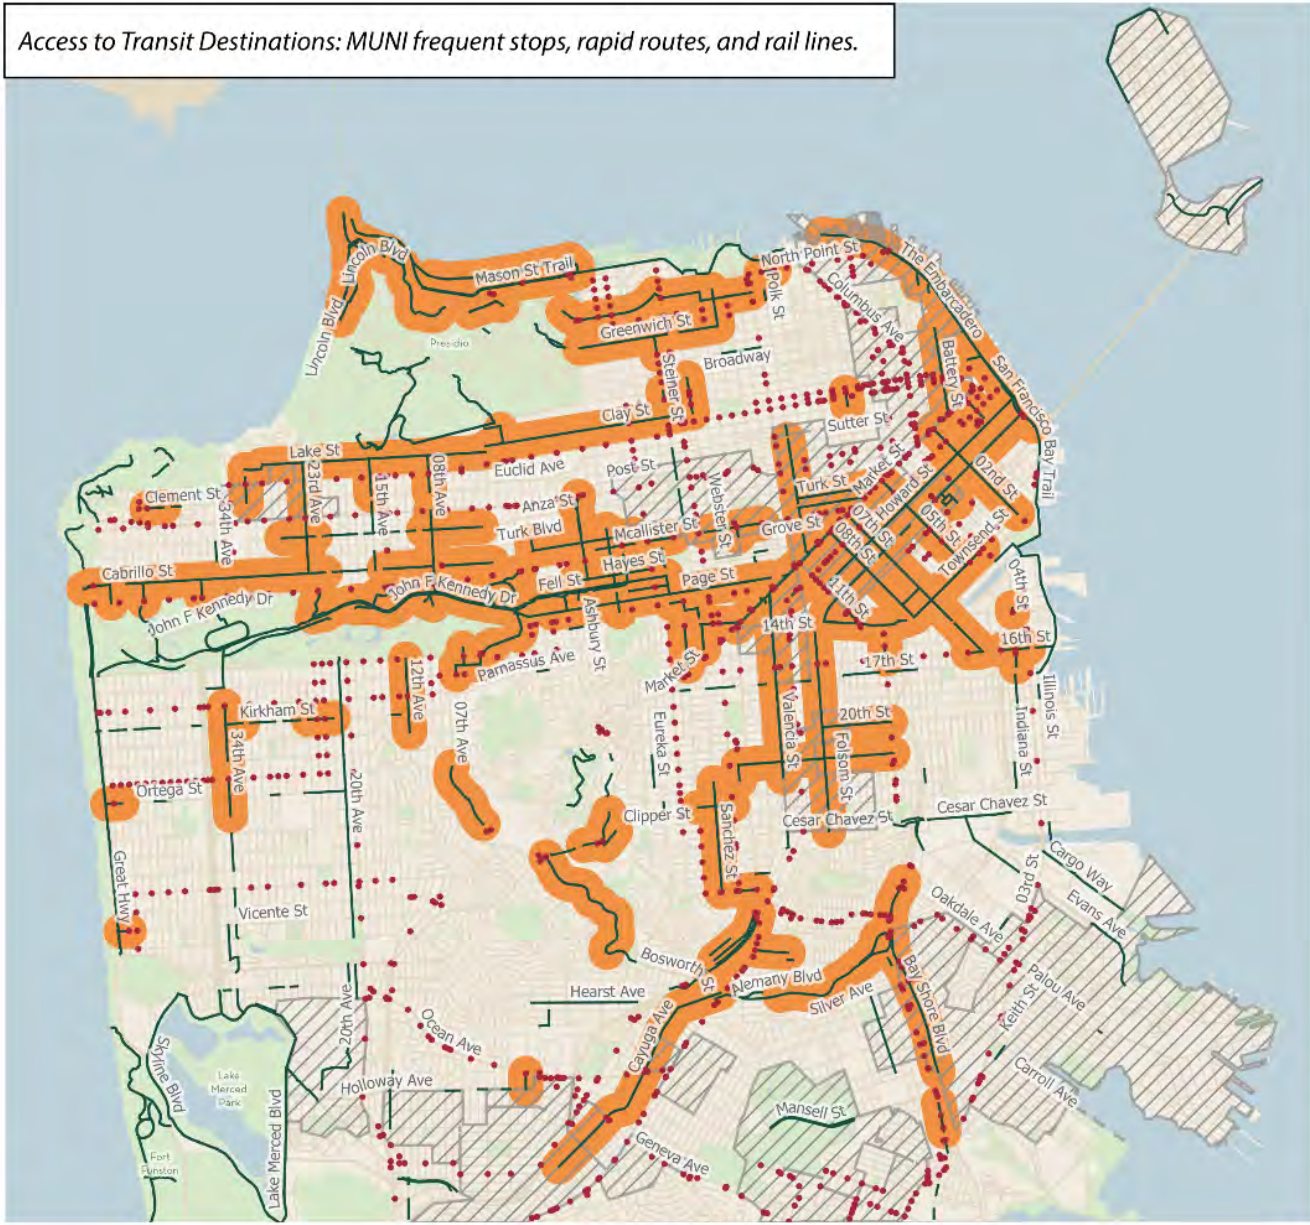 Access to Transit Destinations: MUNI frequent stops, rapid routes, and rail lines.
Lincoln Blvd
Mason St Trail
North Point St
The Embarcadero
Lincoln Blvd
Polk St
Columbus Ave
Greenwich St
Presidio
Broadway
Steiner St
Battery St
San Francisco Bay Trail
Clay St
Sutter St
Lake St
Euclid Ave
Post St
Market St
02nd St
Clement St
23rd Ave
15th Ave
08th Ave
Anza St
Webster St
Turk St
Howard St
34th Ave
Turk Blvd
Mcallister St
Grove St
07th St
05th St
Townsend St
08th St
Cabrillo St
John F Kennedy Dr
Fell St
Hayes St
Page St
04th St
John F Kennedy Dr
Ashbury St
11th St
14th St
16th St
Parnassus Ave
Market St
17th St
12th Ave
Kirkham St
07th Ave
Eureka St
Valencia St
20th St
Illinois St
Indiana St
34th Ave
Folsom St
Ortega St
20th Ave
Clipper St
Sanchez St
Cesar Chavez St
Cesar Chavez St
Great Hwy
Cargo Way
03rd St
Vicente St
Oakdale Ave
Evans Ave
Bosworth St
Alemany Blvd
Bay Shore Blvd
Palou Ave
Hearst Ave
Silver Ave
Keith St
20th Ave
Ocean Ave
Cayuga Ave
Skyline Blvd
Lake
Merced
Park
Holloway Ave
Carroll Ave
Mansell St
Lake Merced Blvd
Geneva Ave
Fort
Funston